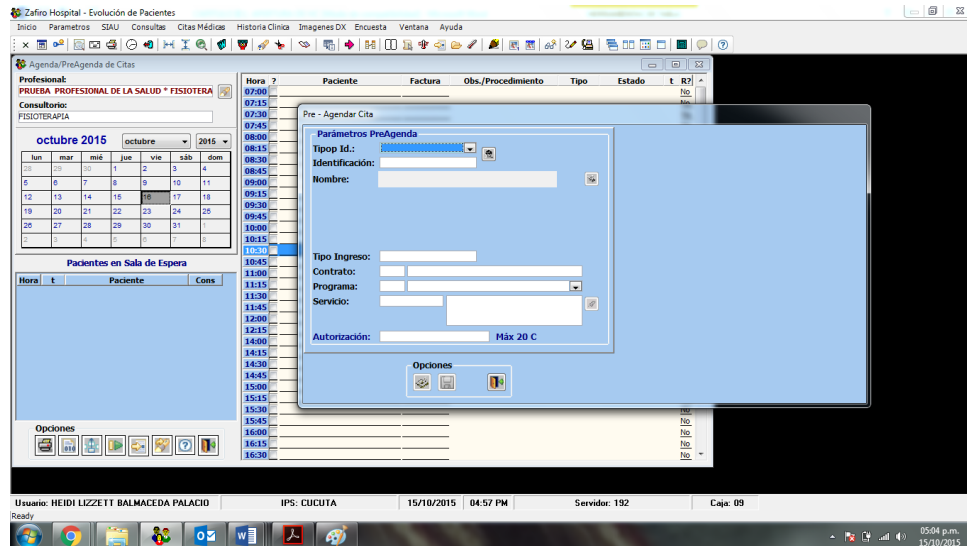 Zafiro Hospital - Evolución de Pacientes
Inicio Parametros SIAU Consultas Citas Médicas Historia Clinica Imagenes DX Encuesta Ventana Ayuda
Agenda/PreAgenda de Citas
Profesional:
PRUEBA PROFESIONAL DE LA SALUD * FISIOTERA
Consultorio:
FISIOTERAPIA
octubre 2015 octubre 2015
lun mar mié jue vie sáb dom
28 29 30 1 2 3 4
5 6 7 8 9 10 11
12 13 14 15 16 17 18
19 20 21 22 23 24 25
26 27 28 29 30 31 1
2 3 4 5 6 7 8
Pacientes en Sala de Espera
Hora t Paciente Cons
Opciones
Hora ? Paciente Factura Obs./Procedimiento Tipo Estado t R?
07:00 No
07:15 No
07:30
07:45
08:00
08:15
08:30
08:45
09:00
09:15
09:30
09:45
10:00
10:15
10:30
10:45
11:00
11:15
11:30
11:45
12:00
12:15
14:00
14:15
14:30
14:45
15:00
15:15
15:30 No
15:45 No
16:00 No
16:15 No
16:30 No
Pre - Agendar Cita
Parámetros PreAgenda
Tipop Id.:
Identificación:
Nombre:
Tipo Ingreso:
Contrato:
Programa:
Servicio:
Autorización: Máx 20 C
Opciones
Usuario: HEIDI LIZZETT BALMACEDA PALACIO IPS: CUCUTA 15/10/2015 04:57 PM Servidor: 192 Caja: 09
Ready
05:04 p.m.
15/10/2015